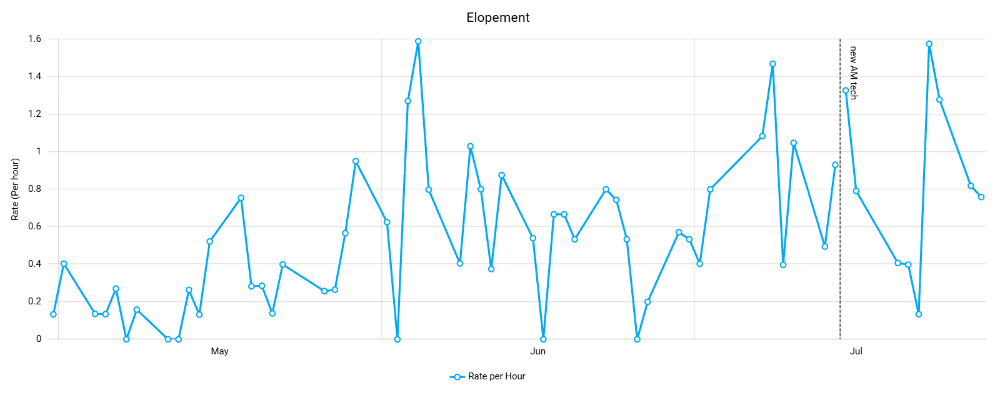 Elopement
Rate (Per hour)
1.6
1.4
1.2
1
0.8
0.6
0.4
0.2
0
new AM tech
May
Jun
Jul
Rate per Hour